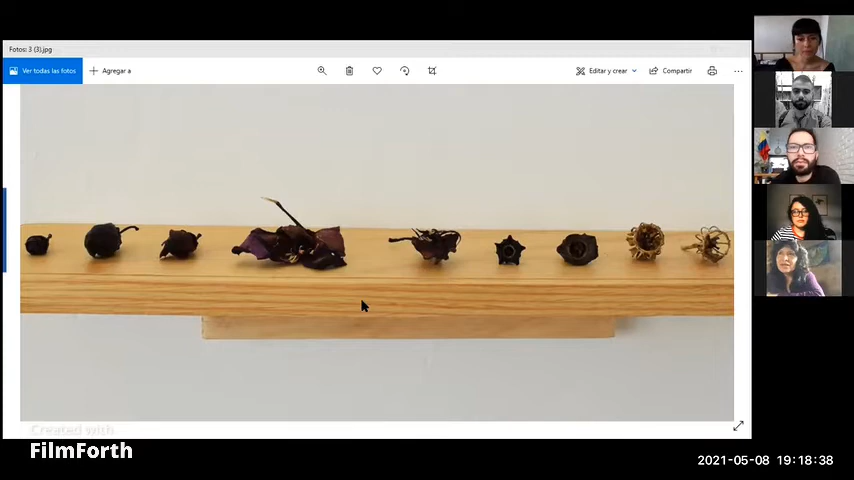 Fotos: 3 (3).jpg
Ver todas las fotos
Agregar a
Editar y crear
Compartir
Created with
FilmForth
2021-05-08 19:18:38